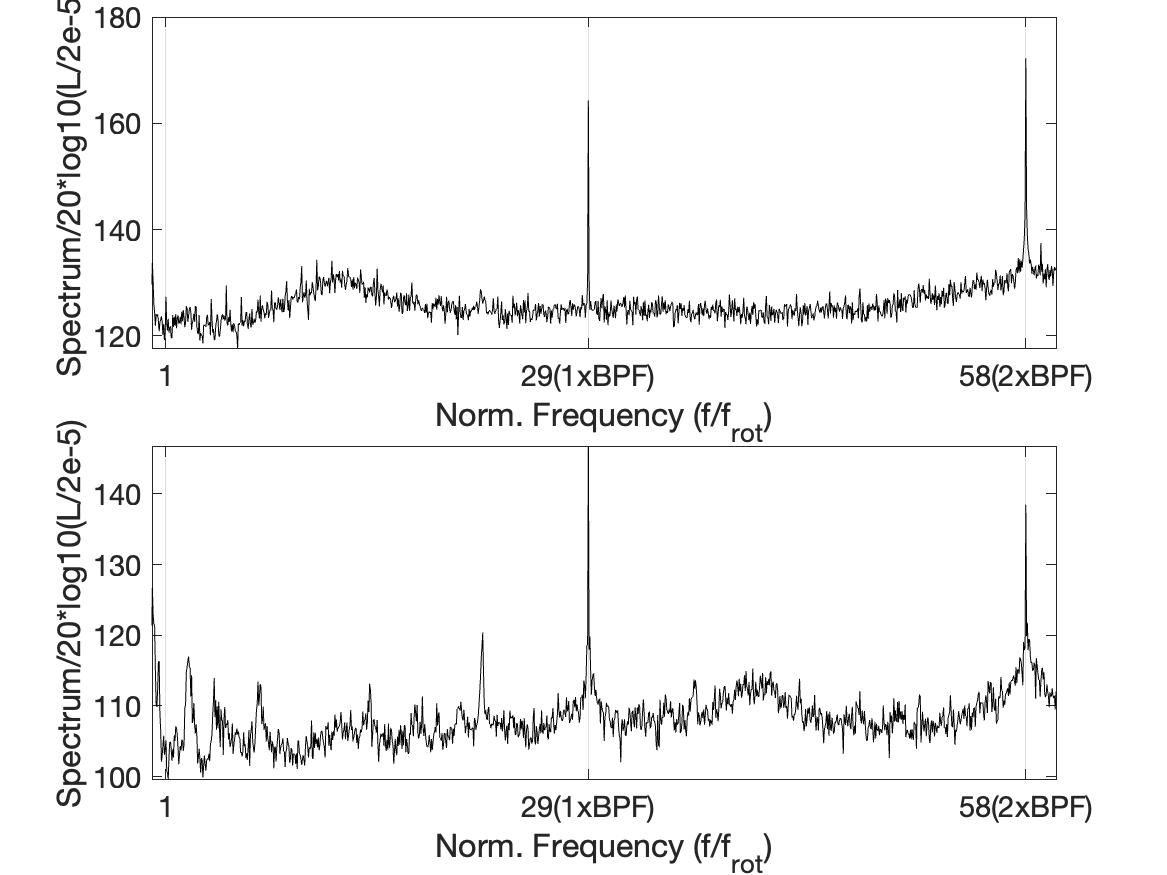 180
160
140
120
Spectrum/20*log10(L/2e-5
1
29(1xBPF)
58(2xBPF)
Norm. Frequency (f/frot)
140
130
120
110
100
Spectrum/20*log10(L/2e-5)
1
29(1xBPF)
58(2xBPF)
Norm. Frequency (f/frot)